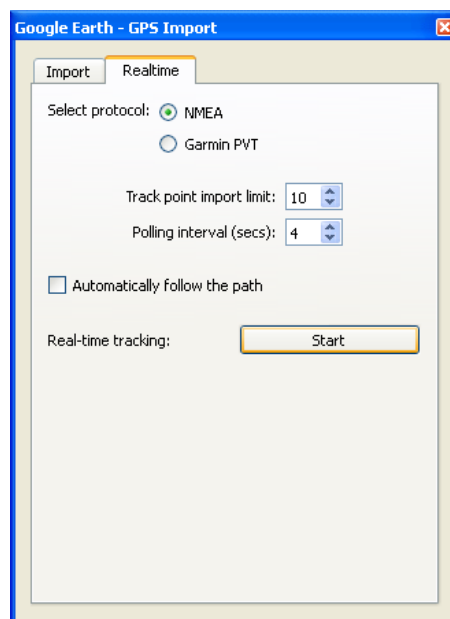 Google Earth - GPS Import
Import Realtime
Select protocol: NMEA
Garmin PVT
Track point import limit: 10
Polling interval (secs): 4
Automatically follow the path
Real-time tracking: Start